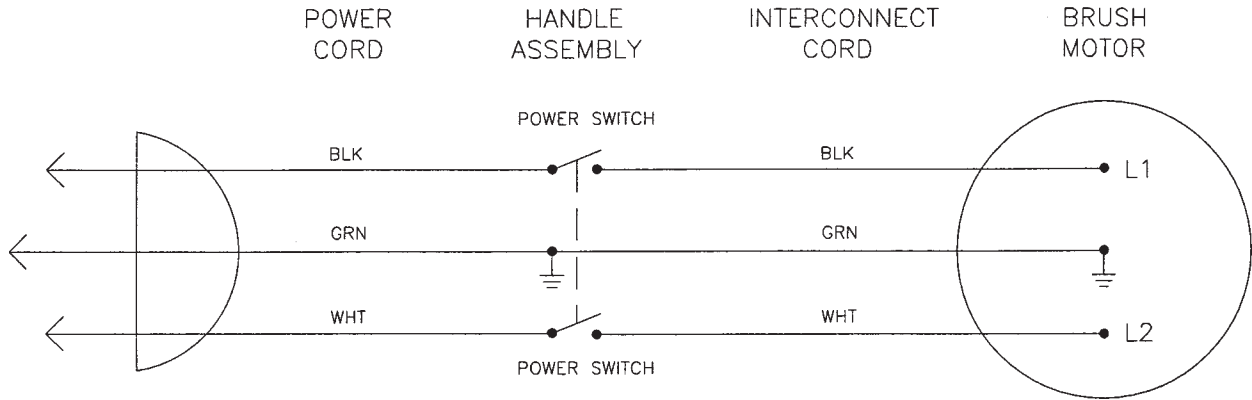 POWER CORD
HANDLE ASSEMBLY
INTERCONNECT CORD
BRUSH MOTOR
POWER SWITCH
BLK
BLK
L1
GRN
GRN
WHT
WHT
L2
POWER SWITCH